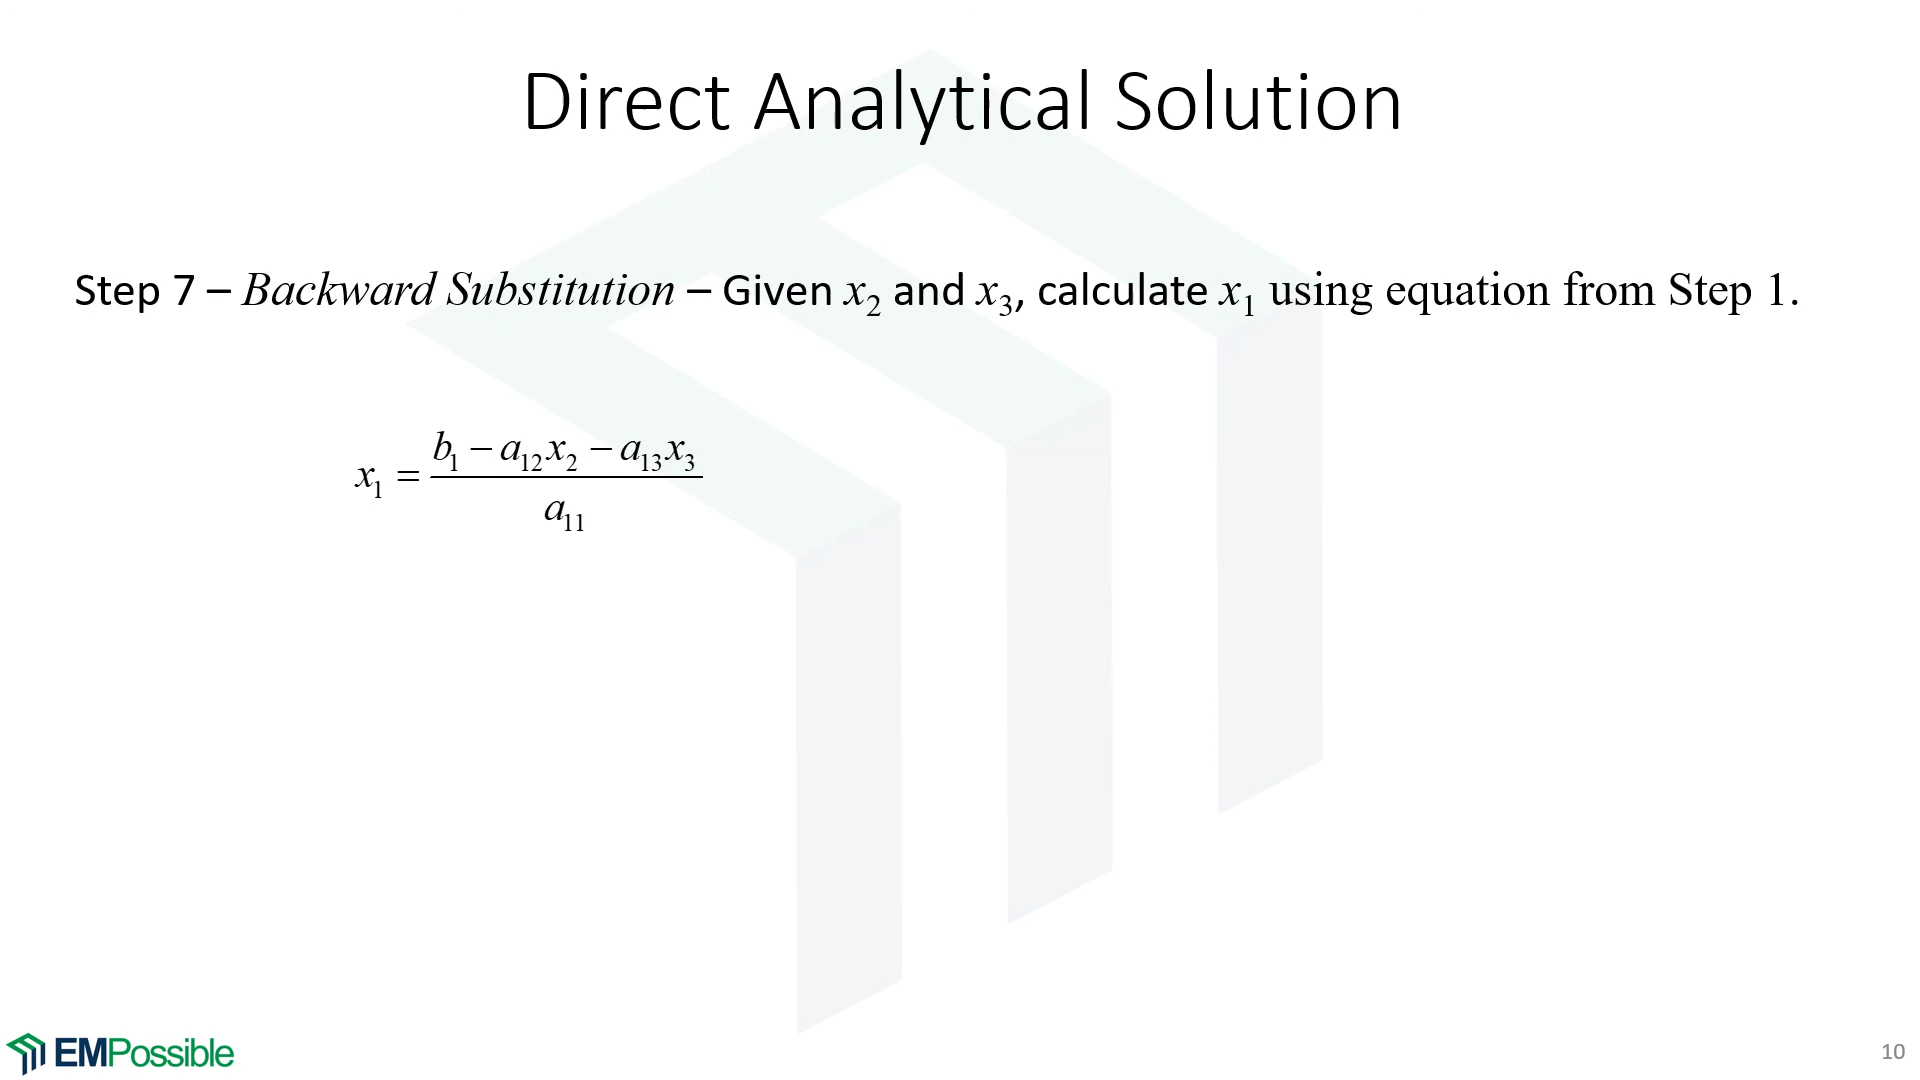 Direct Analytical Solution
Step 7 – Backward Substitution – Given x₂ and x₃, calculate x₁ using equation from Step 1.
x₁ = (b₁ − a₁₂x₂ − a₁₃x₃) / a₁₁
EMPossible
10